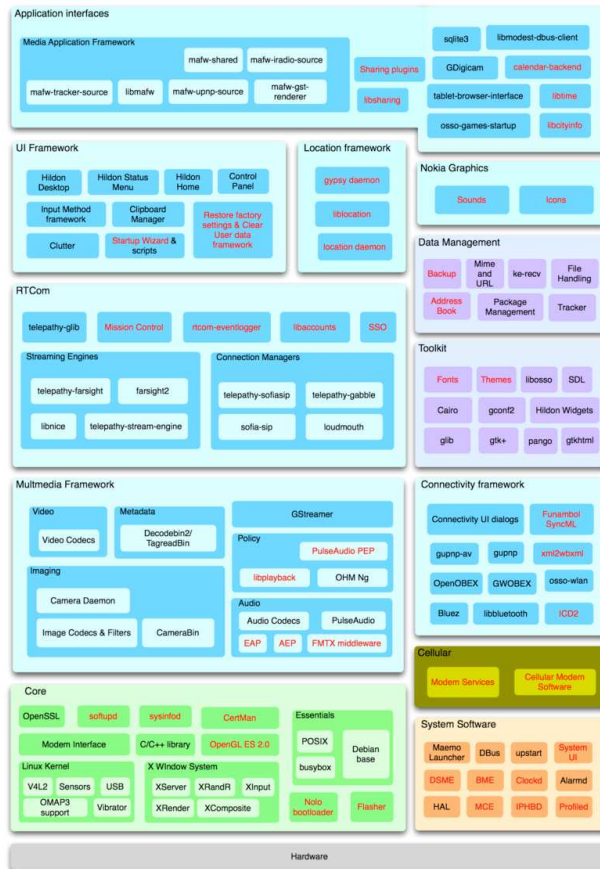 Application interfaces
Media Application Framework
mafw-shared
mafw-iradio-source
mafw-tracker-source
libmafw
mafw-upnp-source
mafw-gst-
renderer
Sharing plugins
libsharing
sqlite3
libmodest-dbus-client
GDigicam
calendar-backend
tablet-browser-interface
libtime
osso-games-startup
libcityinfo
UI Framework
Hildon
Desktop
Hildon Status
Menu
Hildon
Home
Control
Panel
Input Method
framework
Clipboard
Manager
Restore factory
settings & Clear
User data
framework
Clutter
Startup Wizard &
scripts
Location framework
gypsy daemon
liblocation
location daemon
Nokia Graphics
Sounds
Icons
Data Management
Backup
Mime
and
URL
ke-recv
File
Handling
Address
Book
Package
Management
Tracker
RTCom
telepathy-glib
Mission Control
rtcom-eventlogger
libaccounts
SSO
Streaming Engines
telepathy-farsight
farsight2
libnice
telepathy-stream-engine
Connection Managers
telepathy-sofiasip
telepathy-gabble
sofia-sip
loudmouth
Toolkit
Fonts
Themes
libosso
SDL
Cairo
gconf2
Hildon Widgets
glib
gtk+
pango
gtkhtml
Multmedia Framework
Video
Video Codecs
Metadata
Decodebin2/
TagreadBin
GStreamer
Policy
PulseAudio PEP
libplayback
OHM Ng
Imaging
Camera Daemon
Image Codecs & Filters
CameraBin
Audio
Audio Codecs
PulseAudio
EAP
AEP
FMTX middleware
Connectivity framework
Connectivity UI dialogs
Funambol
SyncML
gupnp-av
gupnp
xml2wbxml
OpenOBEX
GWOBEX
osso-wlan
Bluez
libbluetooth
ICD2
Cellular
Modem Services
Cellular Modem
Software
Core
OpenSSL
softupd
sysinfod
CertMan
Modem Interface
C/C++ library
OpenGL ES 2.0
Essentials
POSIX
busybox
Debian
base
Linux Kernel
V4L2
Sensors
USB
OMAP3
support
Vibrator
X WIndow System
XServer
XRandR
XInput
XRender
XComposite
Nolo
bootloader
Flasher
System Software
Maemo
Launcher
DBus
upstart
System
UI
DSME
BME
Clockd
Alarmd
HAL
MCE
IPHBD
Profiled
Hardware